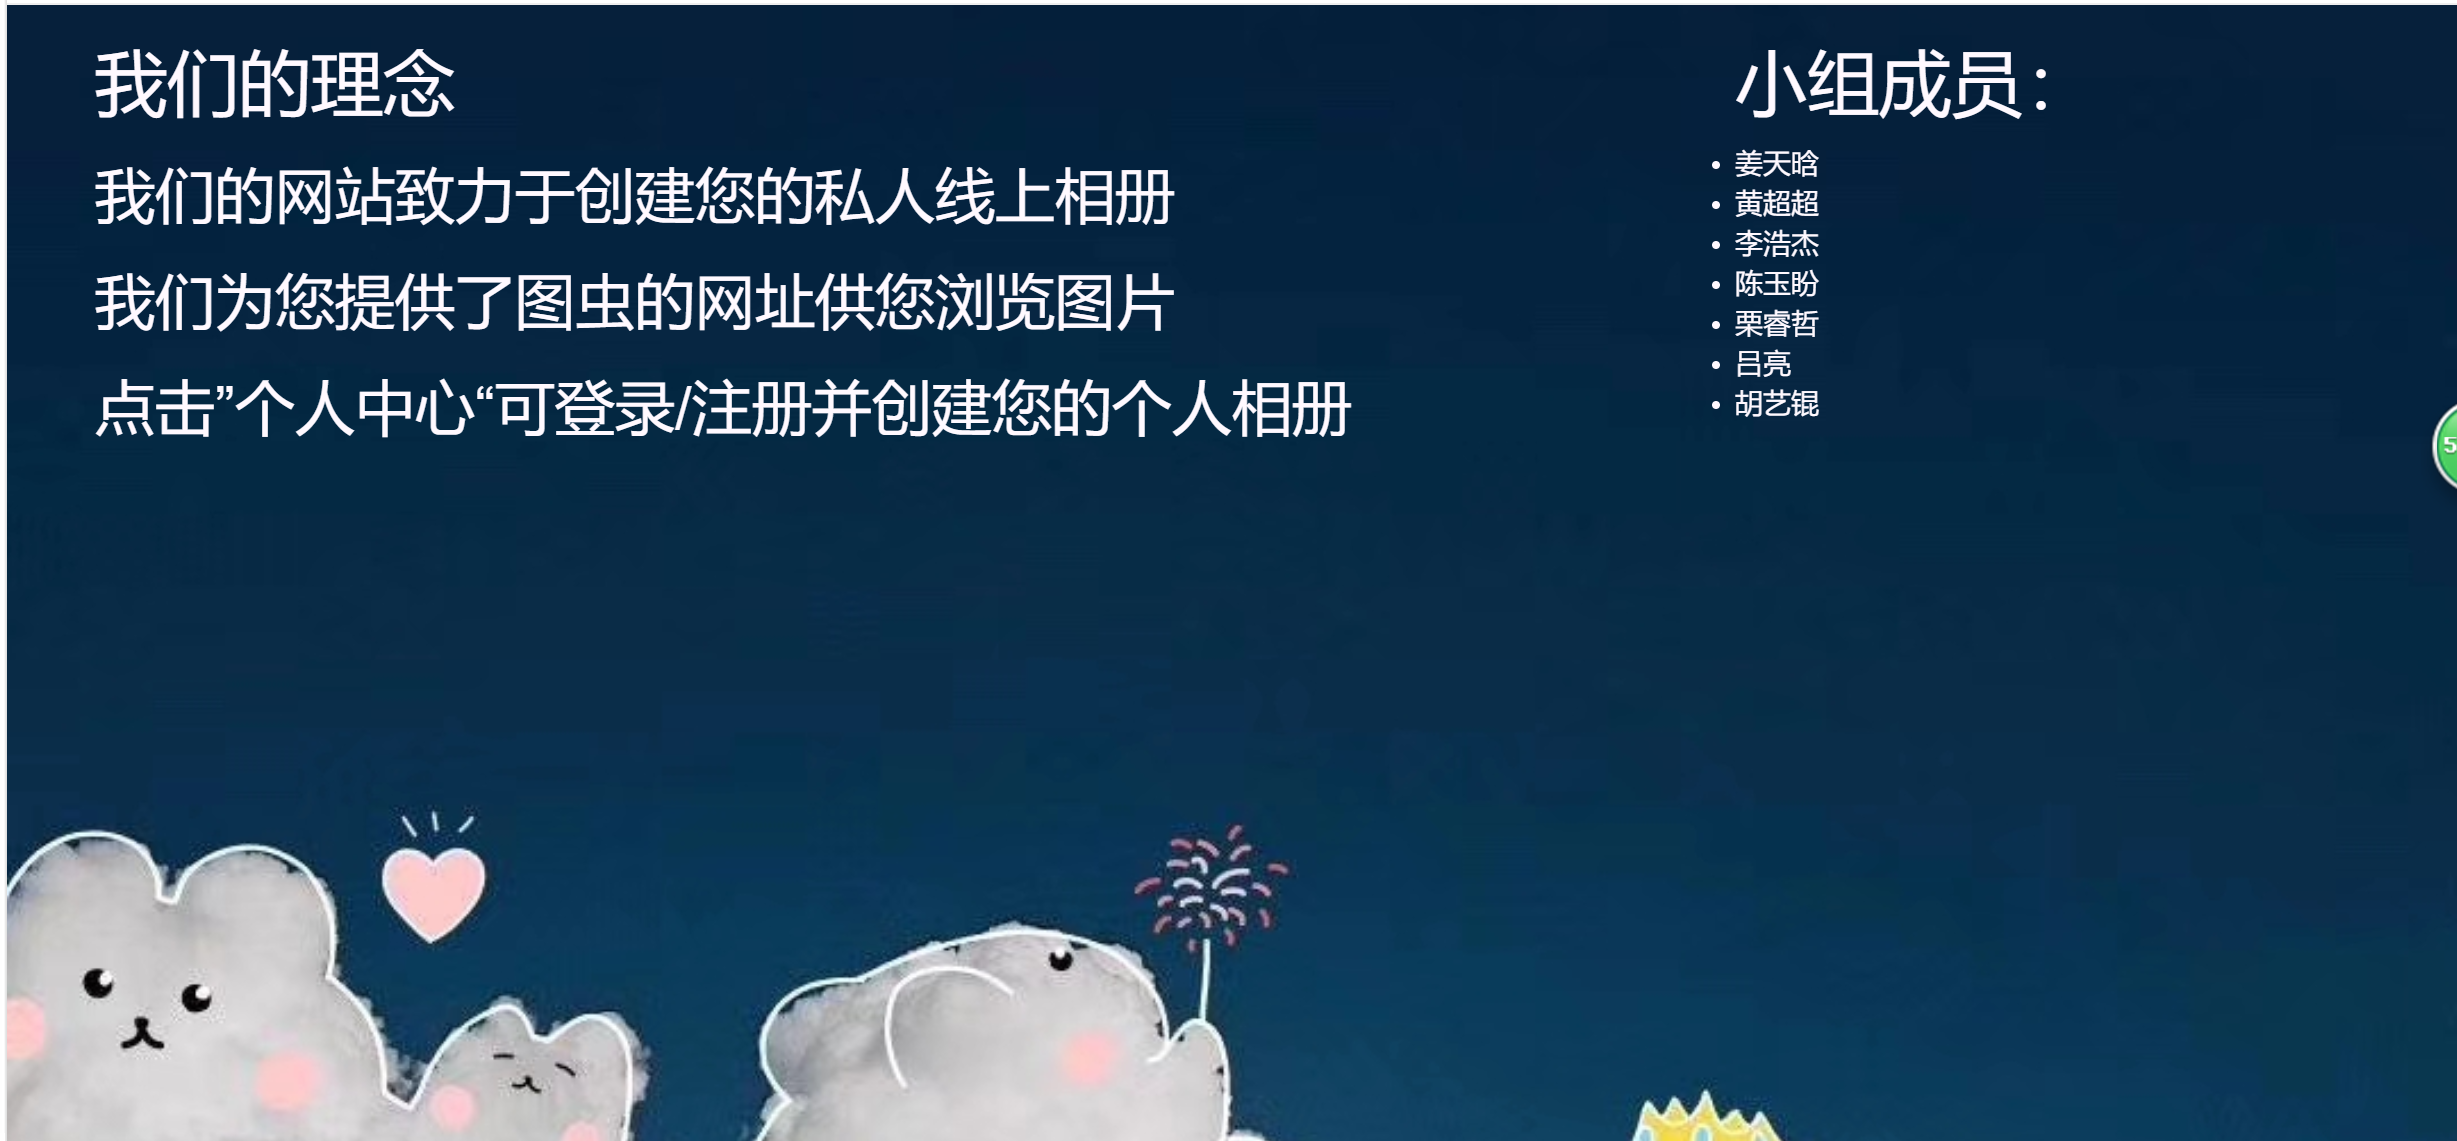 我们的理念
我们的网站致力于创建您的私人线上相册
我们为您提供了图虫的网址供您浏览图片
点击”个人中心“可登录/注册并创建您的个人相册
小组成员：
姜天晗
黄超超
李浩杰
陈玉盼
栗睿哲
吕亮
胡艺锟